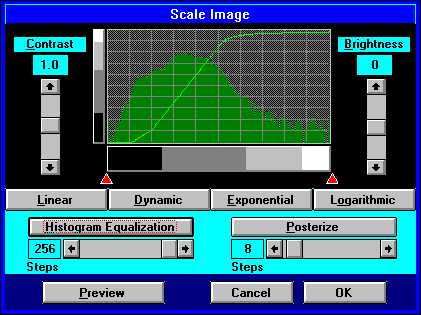 Scale Image
Contrast
Brightness
1.0
0
Linear
Dynamic
Exponential
Logarithmic
Histogram Equalization
Posterize
256
8
Steps
Steps
Preview
Cancel
OK